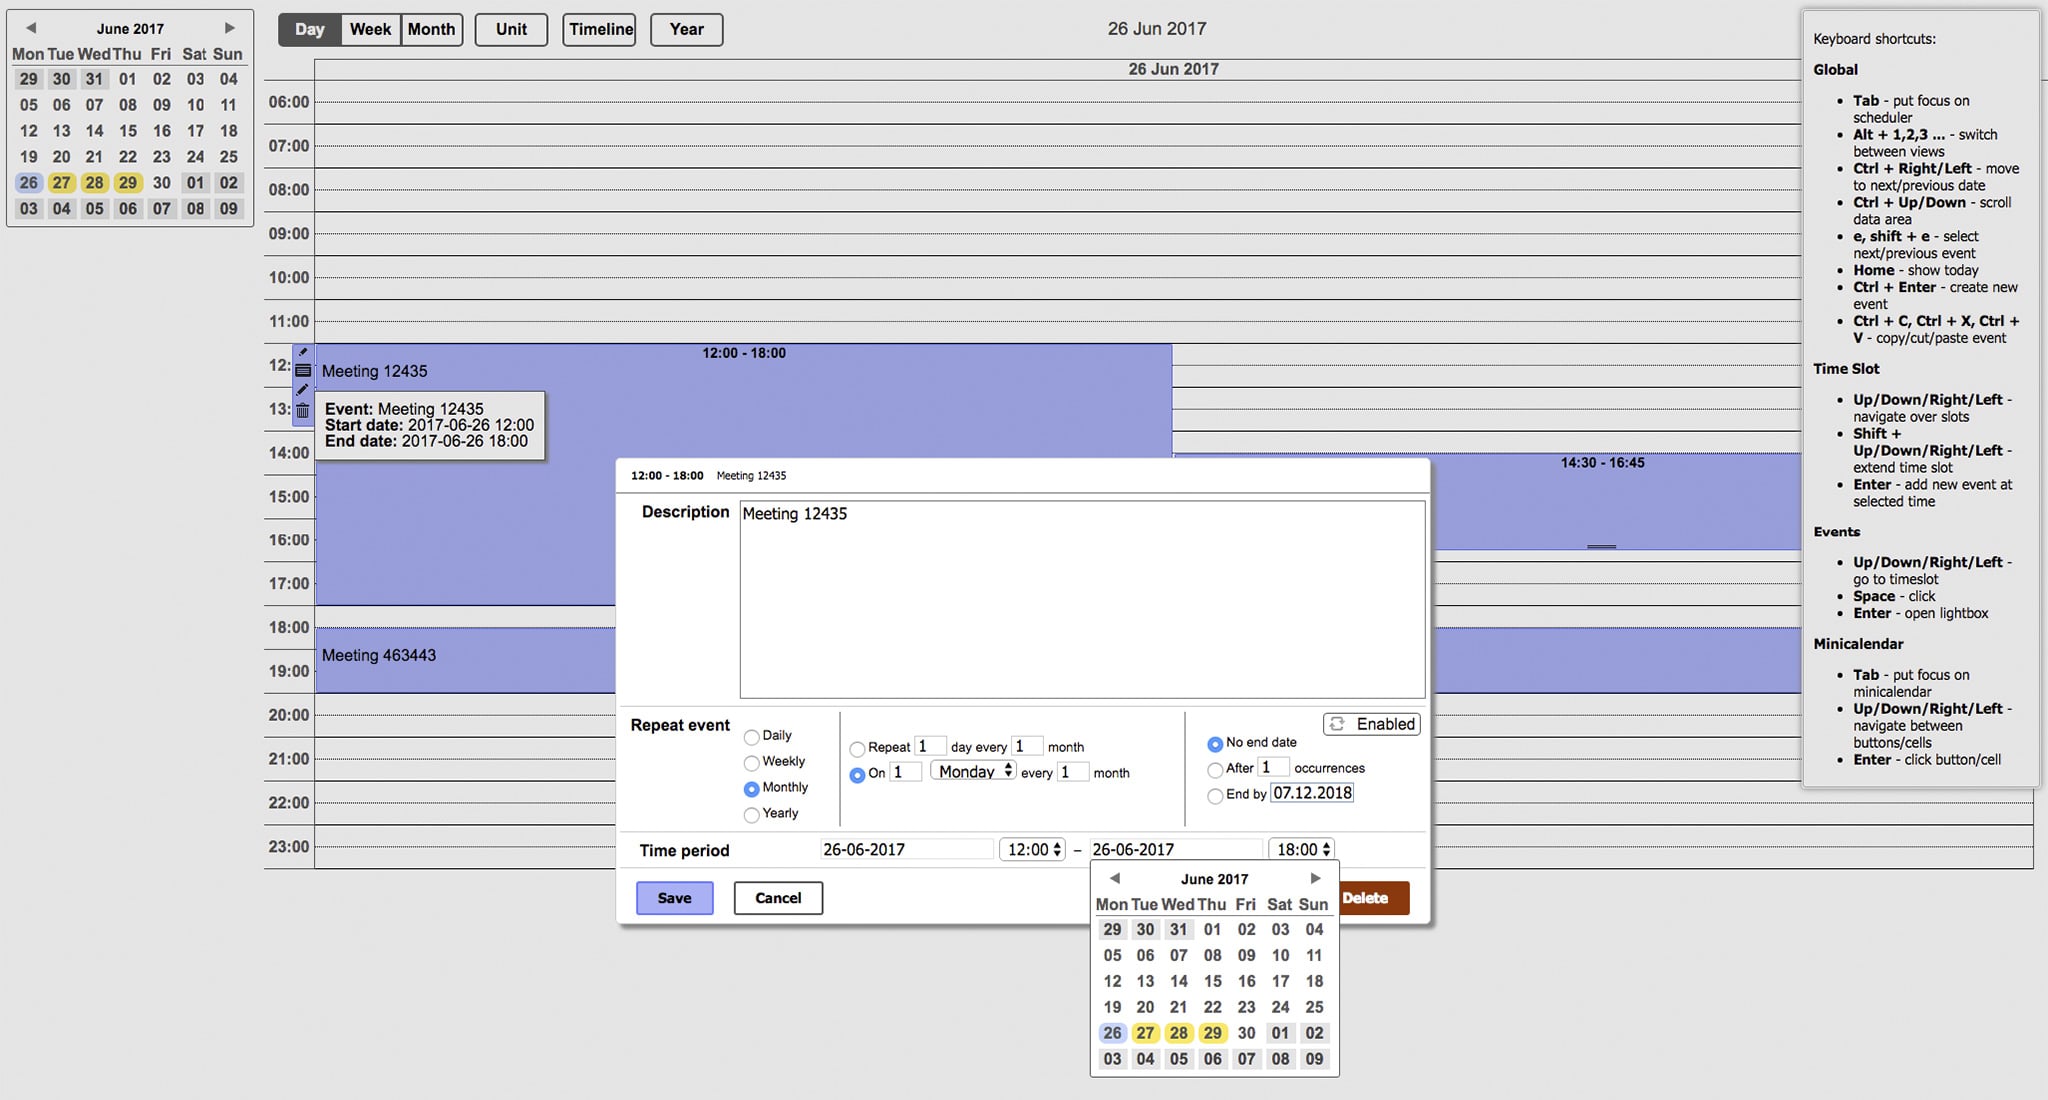 June 2017
Mon Tue Wed Thu Fri Sat Sun
29 30 31 01 02 03 04
05 06 07 08 09 10 11
12 13 14 15 16 17 18
19 20 21 22 23 24 25
26 27 28 29 30 01 02
03 04 05 06 07 08 09
Day Week Month Unit Timeline Year
26 Jun 2017
26 Jun 2017
06:00
07:00
08:00
09:00
10:00
11:00
12:
13:
14:00
15:00
16:00
17:00
18:00
19:00
20:00
21:00
22:00
23:00
12:00 - 18:00
Meeting 12435
Event: Meeting 12435
Start date: 2017-06-26 12:00
End date: 2017-06-26 18:00
14:30 - 16:45
Meeting 463443
12:00 - 18:00 Meeting 12435
Description
Meeting 12435
Repeat event
Daily
Weekly
Monthly
Yearly
Repeat 1 day every 1 month
On 1 Monday every 1 month
Enabled
No end date
After 1 occurrences
End by 07.12.2018
Time period 26-06-2017 12:00 – 26-06-2017 18:00
Save Cancel Delete
June 2017
Mon Tue Wed Thu Fri Sat Sun
29 30 31 01 02 03 04
05 06 07 08 09 10 11
12 13 14 15 16 17 18
19 20 21 22 23 24 25
26 27 28 29 30 01 02
03 04 05 06 07 08 09
Keyboard shortcuts:
Global
• Tab - put focus on
scheduler
• Alt + 1,2,3 ... - switch
between views
• Ctrl + Right/Left - move
to next/previous date
• Ctrl + Up/Down - scroll
data area
• e, shift + e - select
next/previous event
• Home - show today
• Ctrl + Enter - create new
event
• Ctrl + C, Ctrl + X, Ctrl +
V - copy/cut/paste event
Time Slot
• Up/Down/Right/Left -
navigate over slots
• Shift +
Up/Down/Right/Left -
extend time slot
• Enter - add new event at
selected time
Events
• Up/Down/Right/Left -
go to timeslot
• Space - click
• Enter - open lightbox
Minicalendar
• Tab - put focus on
minicalendar
• Up/Down/Right/Left -
navigate between
buttons/cells
• Enter - click button/cell